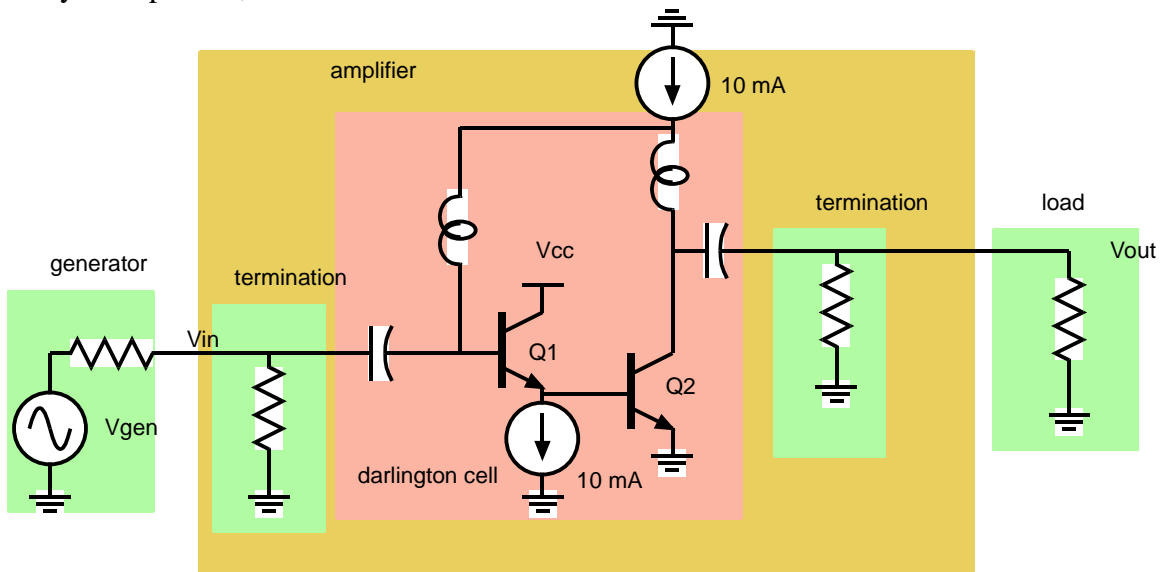 amplifier
10 mA
termination
load
Vcc
Vout
generator
termination
Vin
Q1
Q2
Vgen
darlington cell
10 mA